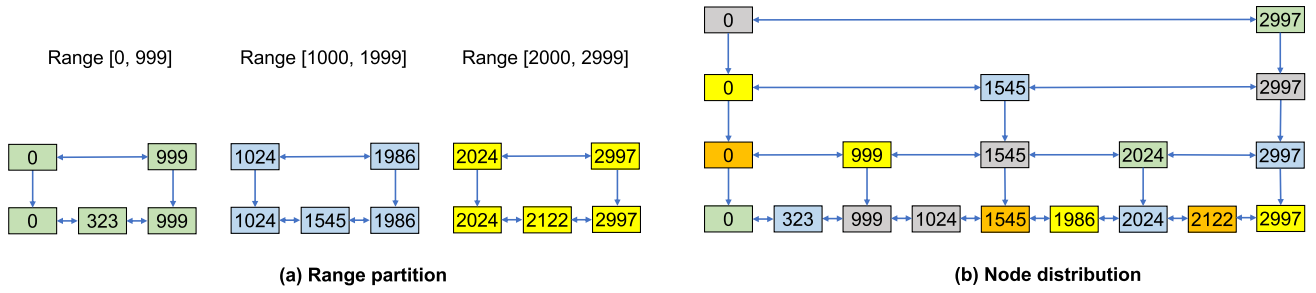 Range [0, 999] Range [1000, 1999] Range [2000, 2999]
0 999 1024 1986 2024 2997
0 323 999 1024 1545 1986 2024 2122 2997
(a) Range partition
0 2997
0 1545 2997
0 999 1545 2024 2997
0 323 999 1024 1545 1986 2024 2122 2997
(b) Node distribution